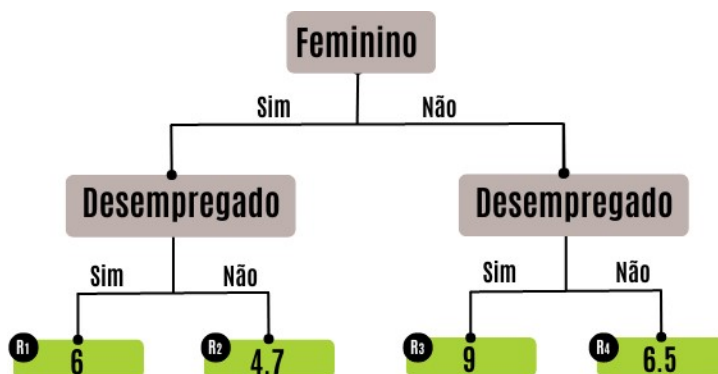 Feminino
Sim Não
Desempregado Desempregado
Sim Não Sim Não
R1 6 R2 4.7 R3 9 R4 6.5